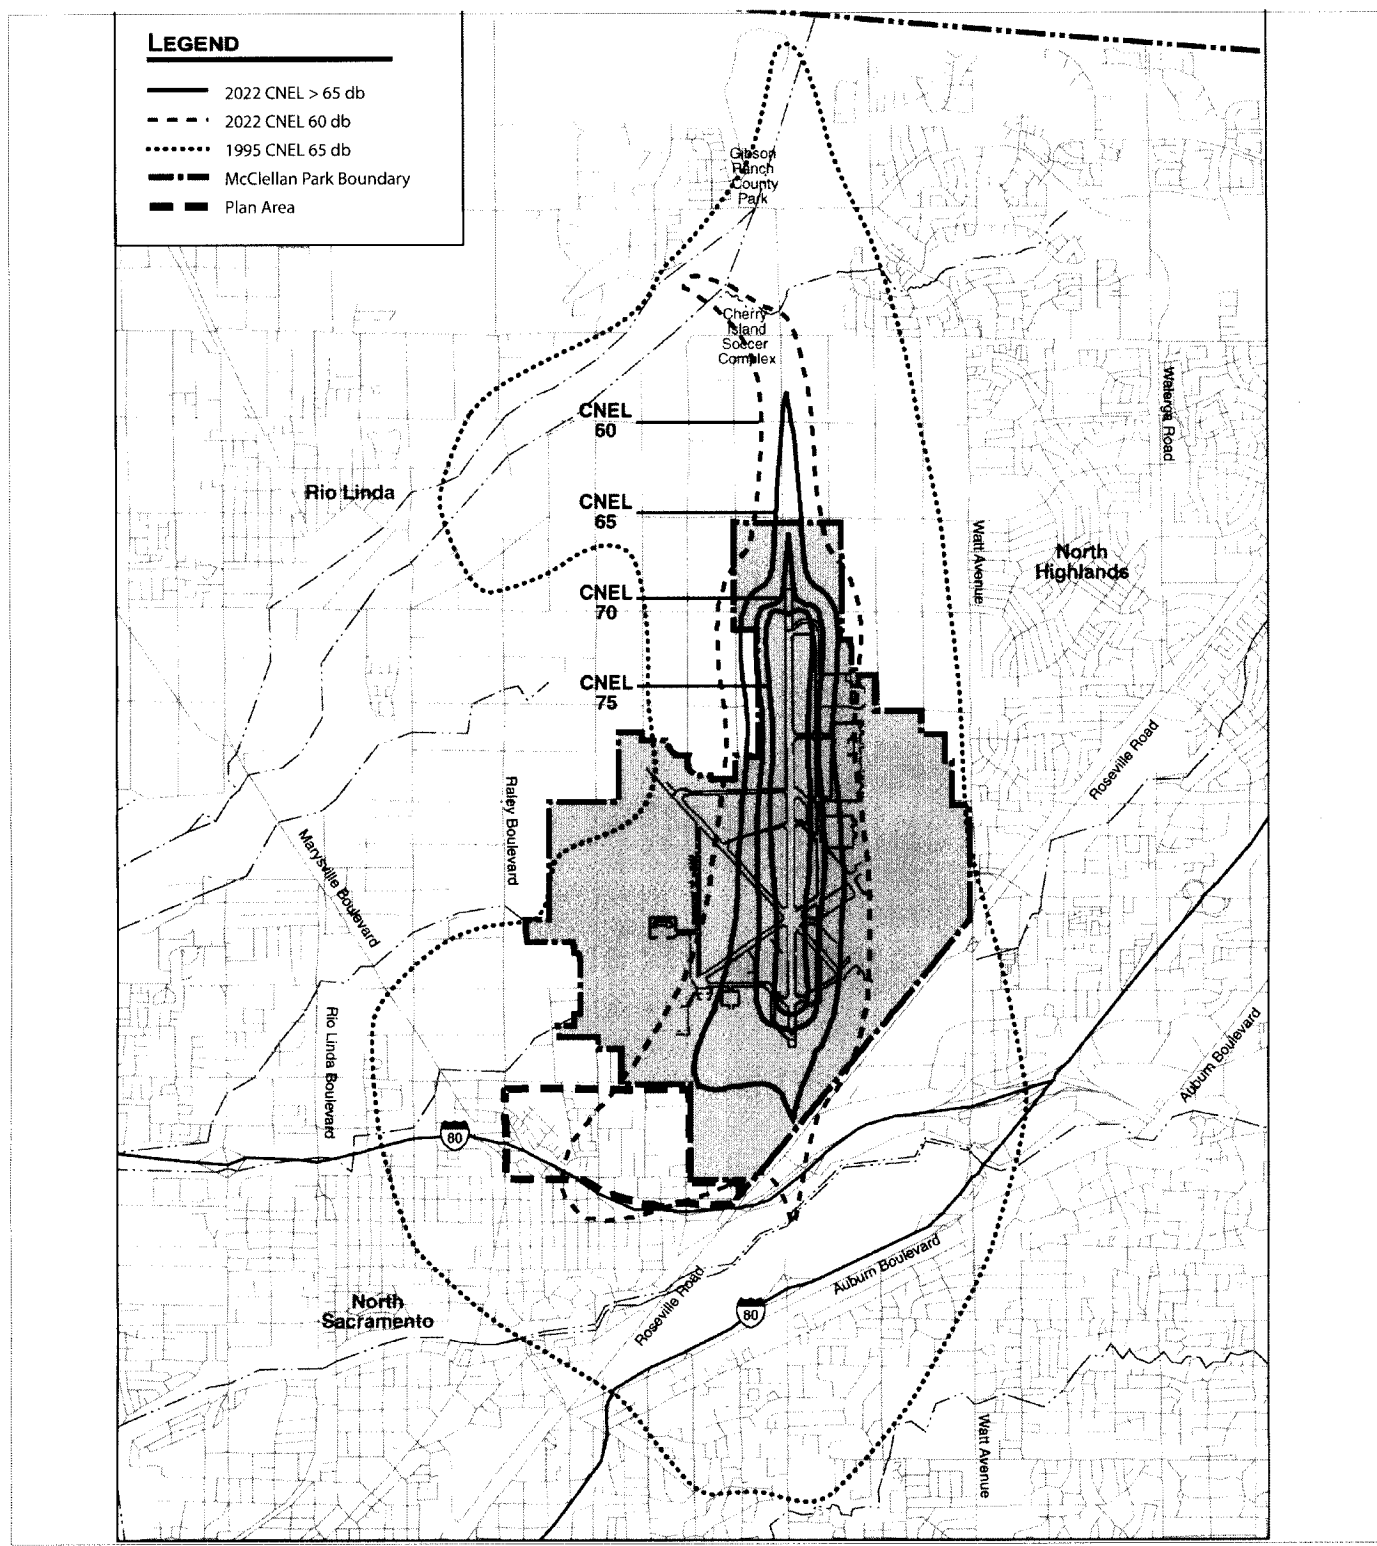 LEGEND
2022 CNEL > 65 db
2022 CNEL 60 db
1995 CNEL 65 db
McClellan Park Boundary
Plan Area
Gibson
Ranch
County
Park
Cherry
Island
Soccer
Complex
CNEL
60
Walerga Road
Rio Linda
CNEL
65
Watt Avenue
North
Highlands
CNEL
70
CNEL
75
Roseville Road
Raley Boulevard
Marysville Boulevard
Rio Linda Boulevard
Auburn Boulevard
80
Auburn Boulevard
Roseville Road
North
Sacramento
80
Watt Avenue